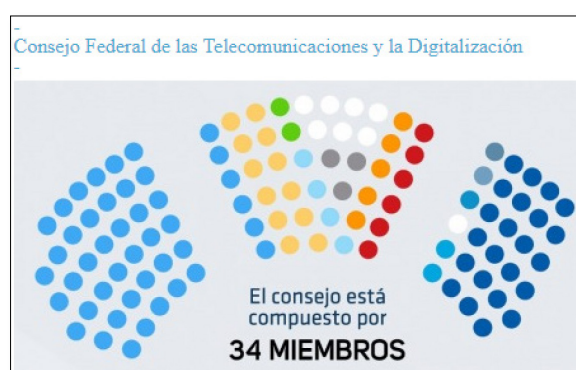 -
Consejo Federal de las Telecomunicaciones y la Digitalización
-
El consejo está
compuesto por
34 MIEMBROS